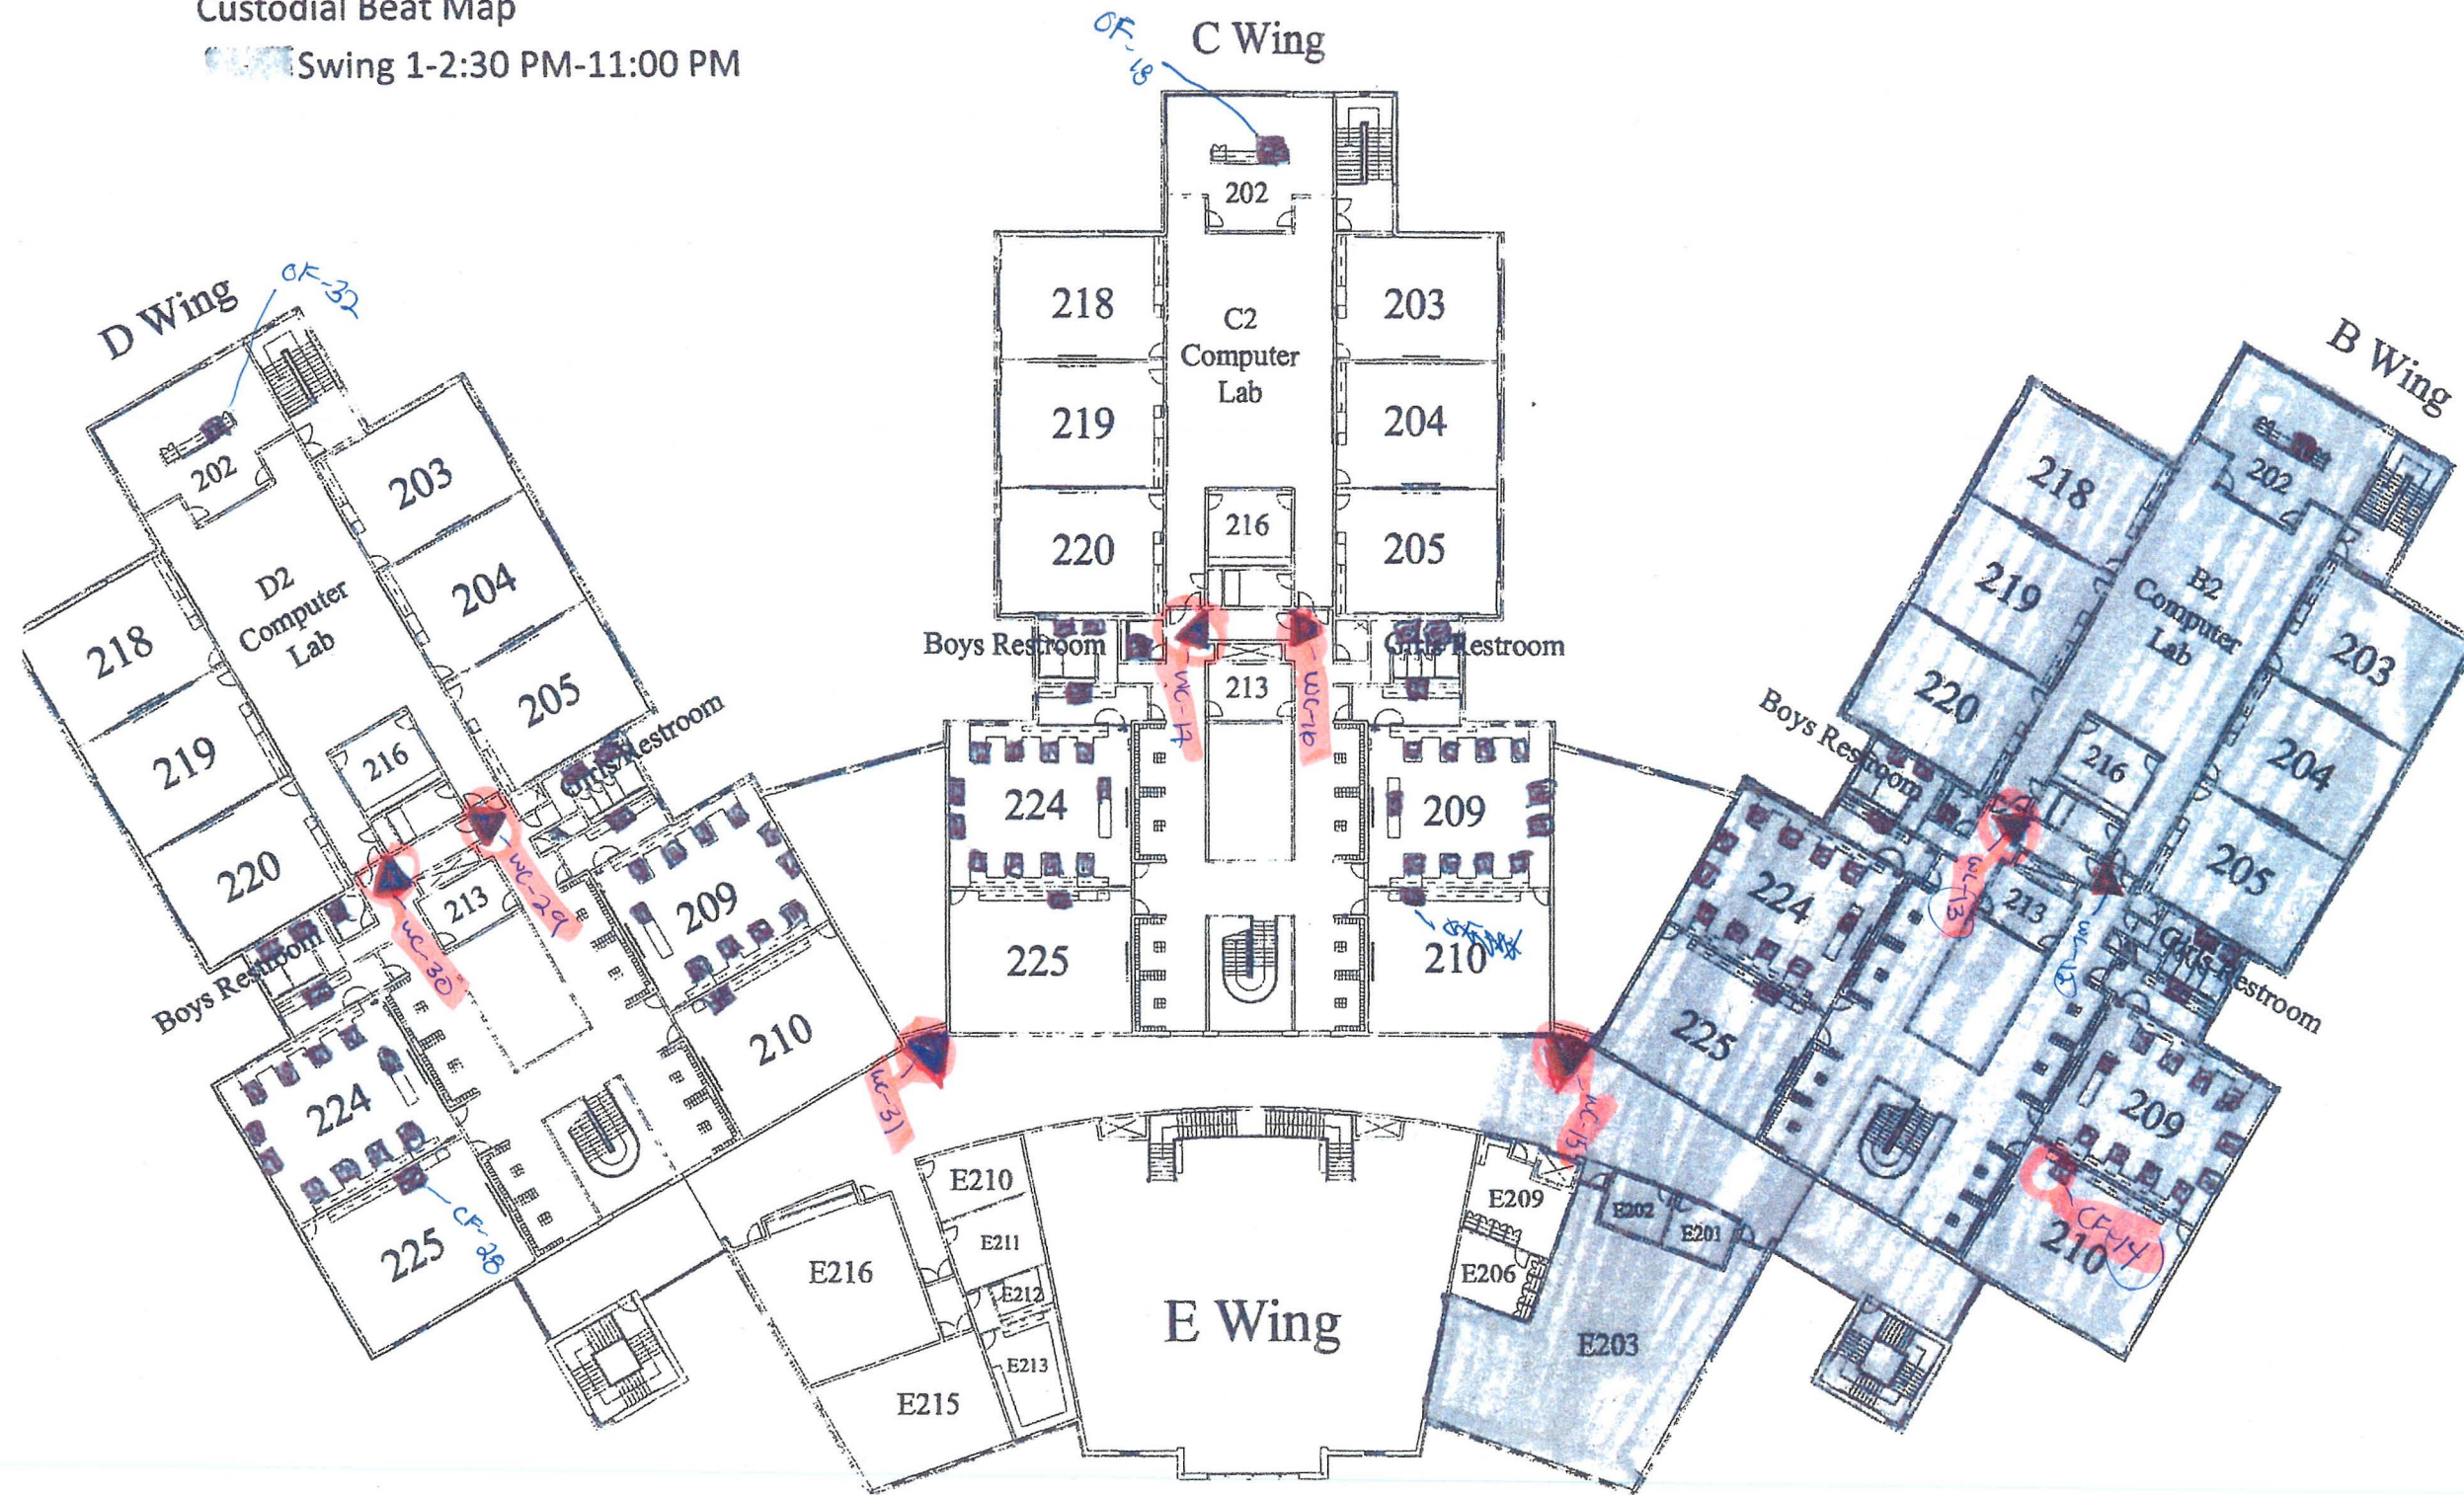 Custodial Beat Map
Swing 1-2:30 PM-11:00 PM
C Wing
OF-18
202
218
203
C2
Computer
Lab
219
204
216
220
205
Boys Restroom
Girls Restroom
WC-17
213
WC-16
224
209
225
210
D Wing
OF-32
202
203
D2
Computer
Lab
204
218
205
219
216
Girls Restroom
220
213
WC-29
209
WC-30
Boys Restroom
210
224
WC-31
225
CF-28
B Wing
202
218
B2
Computer
Lab
219
203
220
Boys Restroom
216
204
224
205
213
WC-13
Girls Restroom
225
209
WC-15
CF-14
210
E Wing
E210
E211
E212
E213
E216
E215
E209
E206
E202
E201
E203